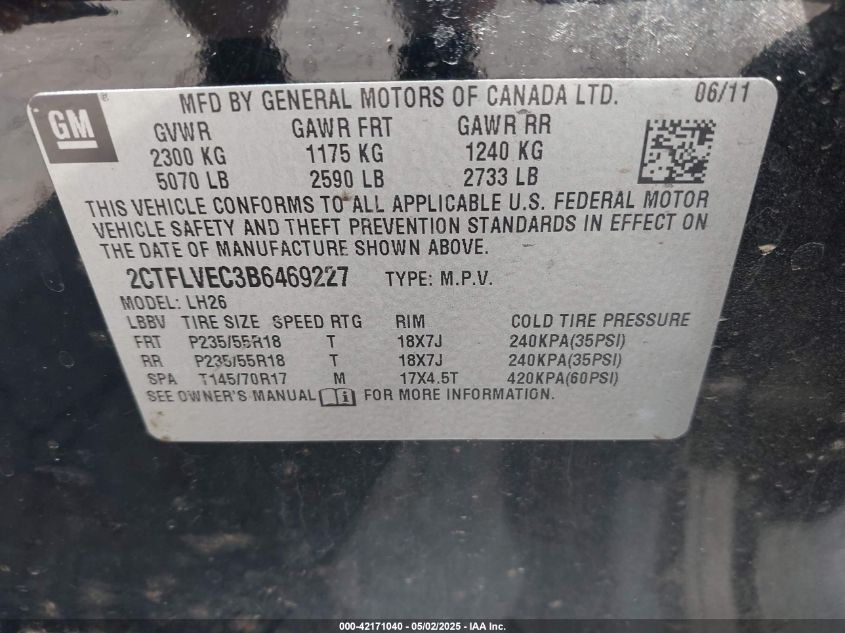 GM ®
MFD BY GENERAL MOTORS OF CANADA LTD. 06/11
GVWR GAWR FRT GAWR RR
2300 KG 1175 KG 1240 KG
5070 LB 2590 LB 2733 LB
THIS VEHICLE CONFORMS TO ALL APPLICABLE U.S. FEDERAL MOTOR
VEHICLE SAFETY AND THEFT PREVENTION STANDARDS IN EFFECT ON
THE DATE OF MANUFACTURE SHOWN ABOVE.
2CTFLVEC3B6469227 TYPE: M.P.V.
MODEL: LH26
LBBV TIRE SIZE SPEED RTG RIM COLD TIRE PRESSURE
FRT P235/55R18 T 18X7J 240KPA(35PSI)
RR P235/55R18 T 18X7J 240KPA(35PSI)
SPA T145/70R17 M 17X4.5T 420KPA(60PSI)
SEE OWNER'S MANUAL i FOR MORE INFORMATION.
000-42171040 - 05/02/2025 - IAA Inc.